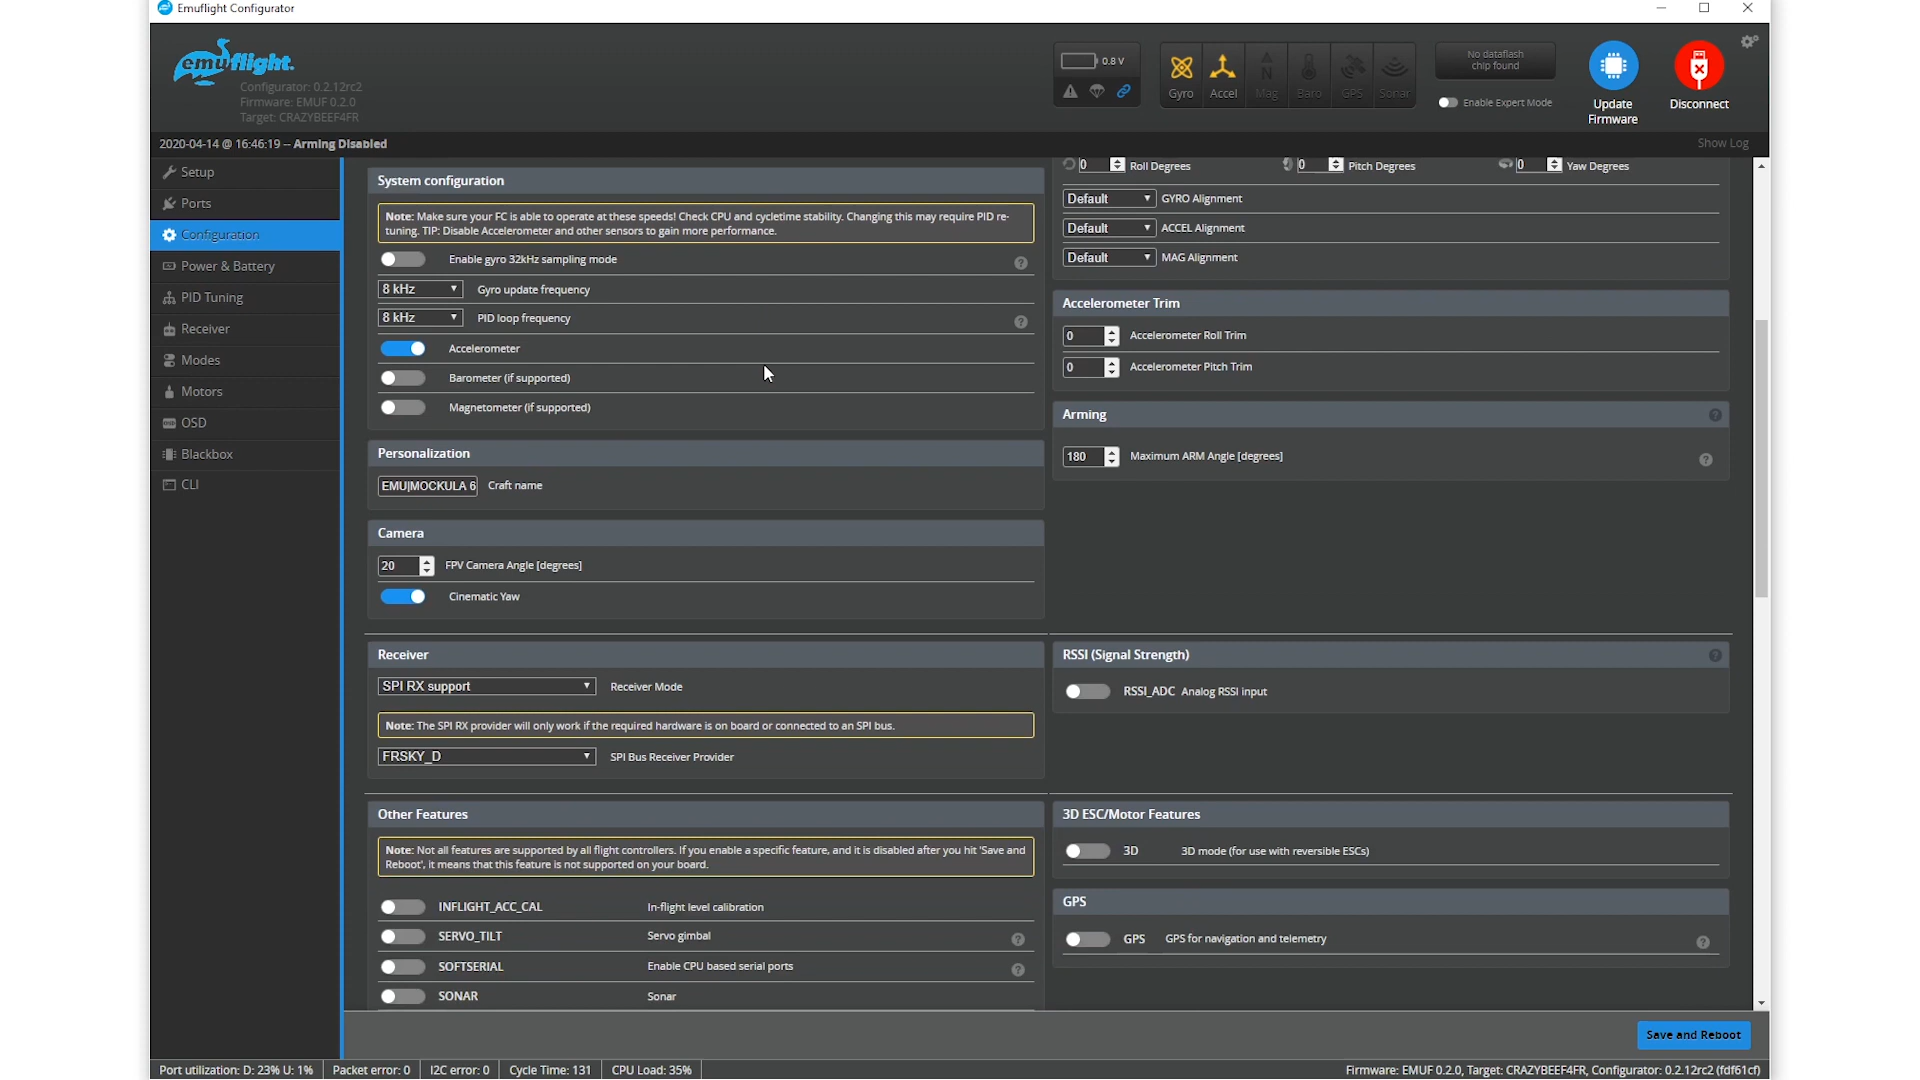 Emuflight Configurator
emuflight.
Configurator: 0.2.12rc2
Firmware: EMUF 0.2.0
Target: CRAZYBEEF4FR
0.8 V
Gyro
Accel
Mag
Baro
GPS
Sonar
No dataflash
chip found
Enable Expert Mode
Update
Firmware
Disconnect
2020-04-14 @ 16:46:19 -- Arming Disabled
Show Log
Setup
Ports
Configuration
Power & Battery
PID Tuning
Receiver
Modes
Motors
OSD
Blackbox
CLI
System configuration
Note: Make sure your FC is able to operate at these speeds! Check CPU and cycletime stability. Changing this may require PID re-
tuning. TIP: Disable Accelerometer and other sensors to gain more performance.
Enable gyro 32kHz sampling mode
8 kHz Gyro update frequency
8 kHz PID loop frequency
Accelerometer
Barometer (if supported)
Magnetometer (if supported)
Personalization
EMU|MOCKULA 6 Craft name
Camera
20 FPV Camera Angle [degrees]
Cinematic Yaw
0 Roll Degrees 0 Pitch Degrees 0 Yaw Degrees
Default GYRO Alignment
Default ACCEL Alignment
Default MAG Alignment
Accelerometer Trim
0 Accelerometer Roll Trim
0 Accelerometer Pitch Trim
Arming
180 Maximum ARM Angle [degrees]
Receiver
SPI RX support Receiver Mode
Note: The SPI RX provider will only work if the required hardware is on board or connected to an SPI bus.
FRSKY_D SPI Bus Receiver Provider
RSSI (Signal Strength)
RSSI_ADC Analog RSSI input
Other Features
Note: Not all features are supported by all flight controllers. If you enable a specific feature, and it is disabled after you hit 'Save and
Reboot', it means that this feature is not supported on your board.
INFLIGHT_ACC_CAL In-flight level calibration
SERVO_TILT Servo gimbal
SOFTSERIAL Enable CPU based serial ports
SONAR Sonar
3D ESC/Motor Features
3D 3D mode (for use with reversible ESCs)
GPS
GPS GPS for navigation and telemetry
Save and Reboot
Port utilization: D: 23% U: 1% Packet error: 0 I2C error: 0 Cycle Time: 131 CPU Load: 35% Firmware: EMUF 0.2.0, Target: CRAZYBEEF4FR, Configurator: 0.2.12rc2 (fdf61cf)